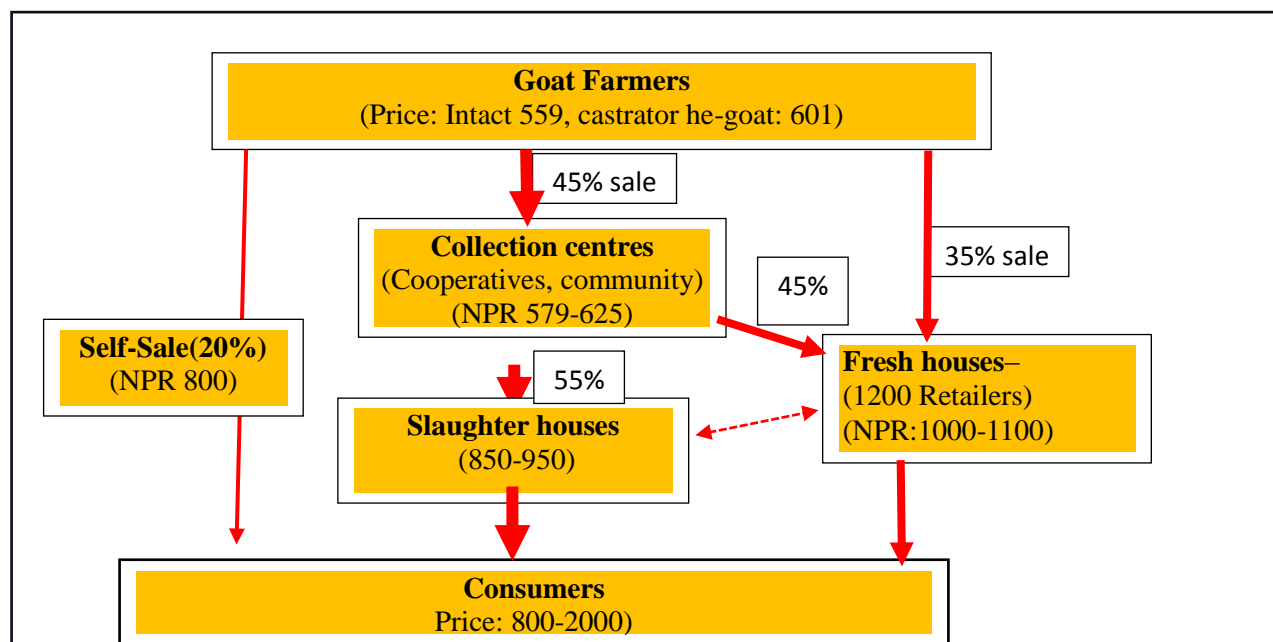 Goat Farmers
(Price: Intact 559, castrator he-goat: 601)
45% sale
35% sale
Collection centres
(Cooperatives, community)
(NPR 579-625)
45%
Self-Sale(20%)
(NPR 800)
55%
Fresh houses–
(1200 Retailers)
(NPR:1000-1100)
Slaughter houses
(850-950)
Consumers
Price: 800-2000)